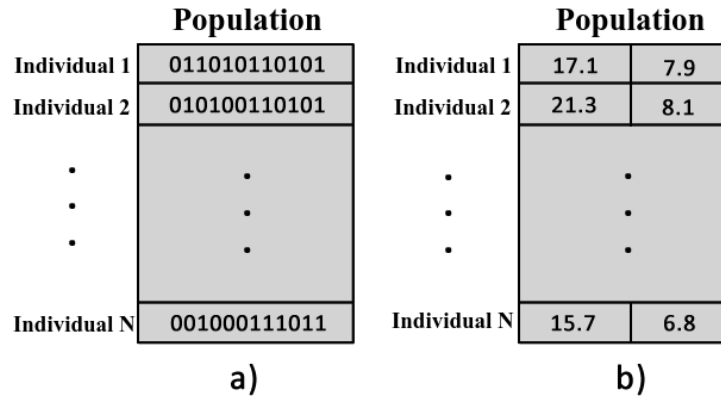 Population
Individual 1 011010110101
Individual 2 010100110101
Individual N 001000111011
a)
Population
Individual 1 17.1 7.9
Individual 2 21.3 8.1
Individual N 15.7 6.8
b)